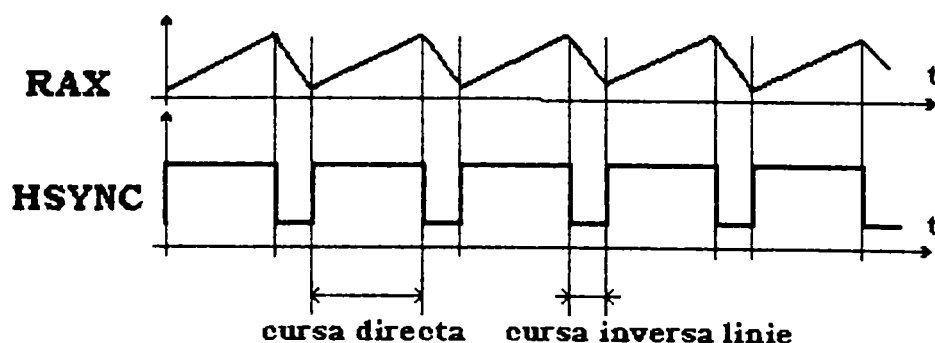 RAX
t
HSYNC
t
cursa directa
cursa inversa linie